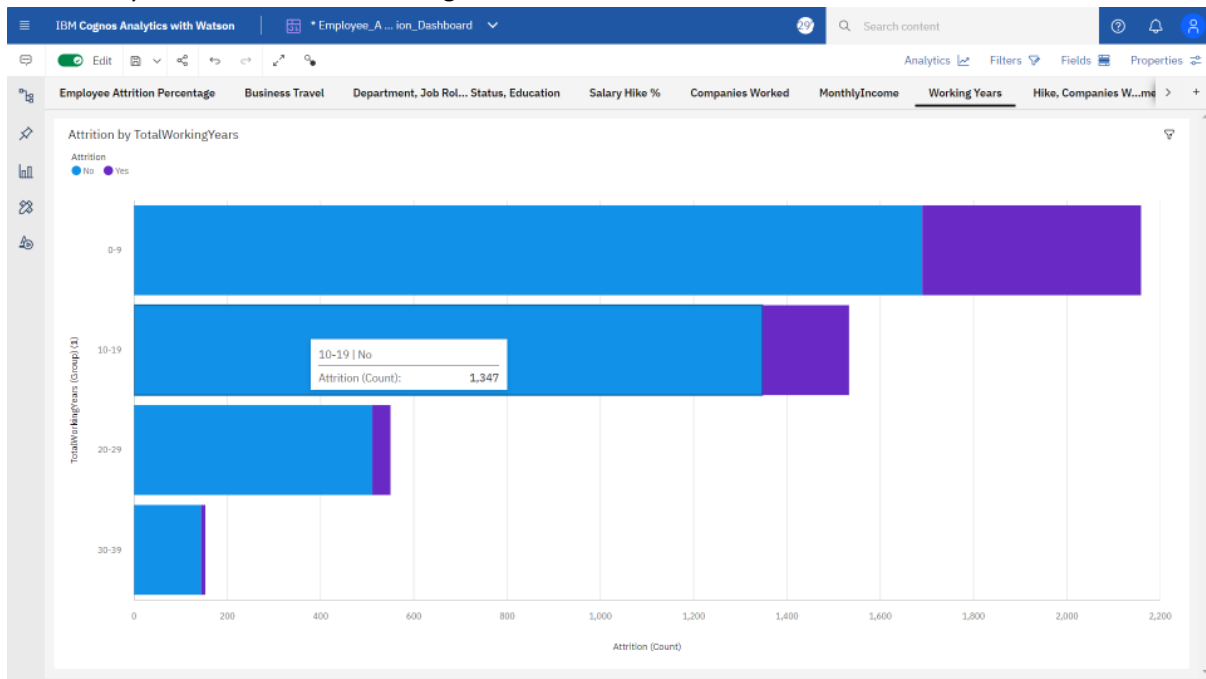 IBM Cognos Analytics with Watson
* Employee_A ... ion_Dashboard
Search content
Edit
Analytics
Filters
Fields
Properties
Employee Attrition Percentage
Business Travel
Department, Job Rol... Status, Education
Salary Hike %
Companies Worked
MonthlyIncome
Working Years
Hike, Companies W...me
Attrition by TotalWorkingYears
Attrition
No
Yes
TotalWorkingYears (Group) (1)
0-9
10-19
20-29
30-39
10-19 | No
Attrition (Count): 1,347
0 200 400 600 800 1,000 1,200 1,400 1,600 1,800 2,000 2,200
Attrition (Count)